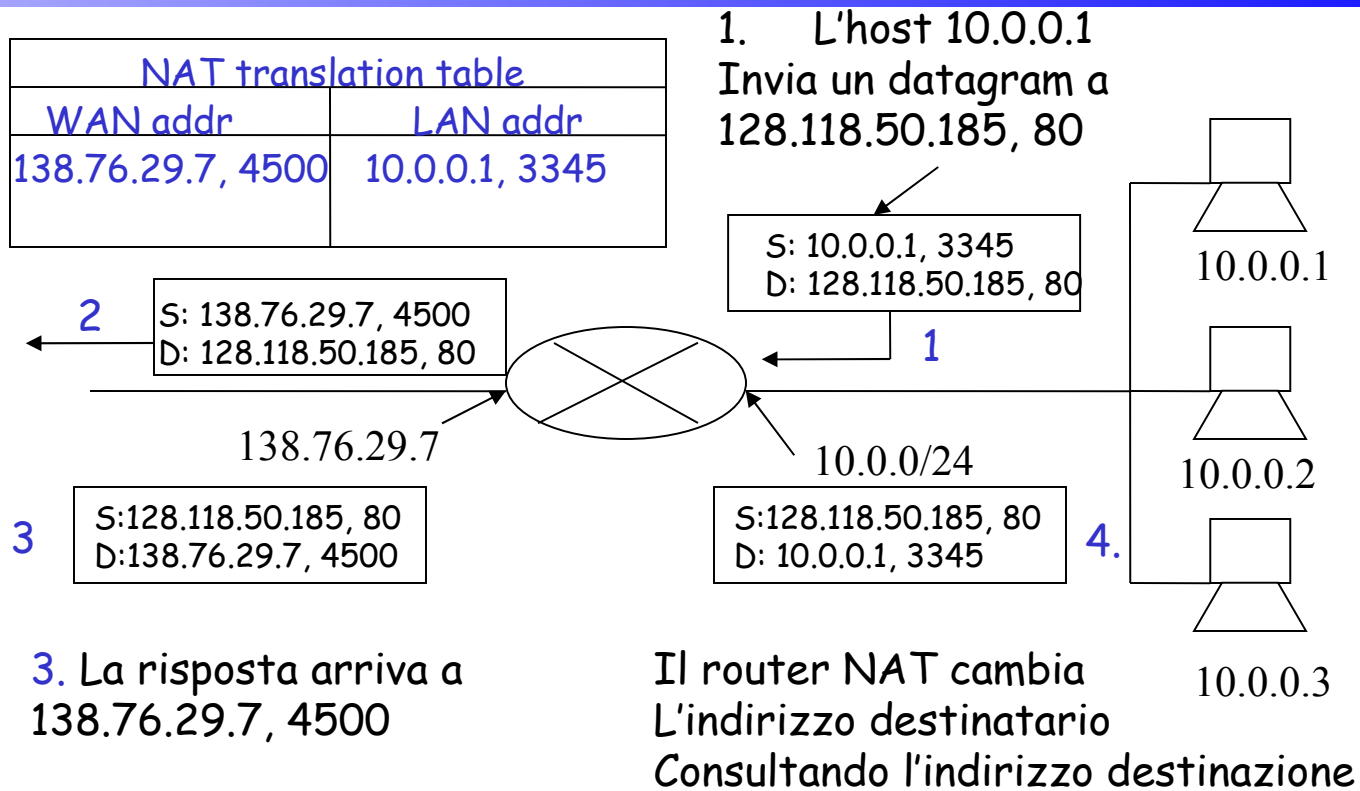 NAT translation table
WAN addr
LAN addr
138.76.29.7, 4500
10.0.0.1, 3345
1. L'host 10.0.0.1
Invia un datagram a
128.118.50.185, 80
S: 10.0.0.1, 3345
D: 128.118.50.185, 80
1
10.0.0.1
2
S: 138.76.29.7, 4500
D: 128.118.50.185, 80
138.76.29.7
10.0.0/24
10.0.0.2
3
S:128.118.50.185, 80
D:138.76.29.7, 4500
S:128.118.50.185, 80
D: 10.0.0.1, 3345
4.
10.0.0.3
3. La risposta arriva a
138.76.29.7, 4500
Il router NAT cambia
L'indirizzo destinatario
Consultando l'indirizzo destinazione